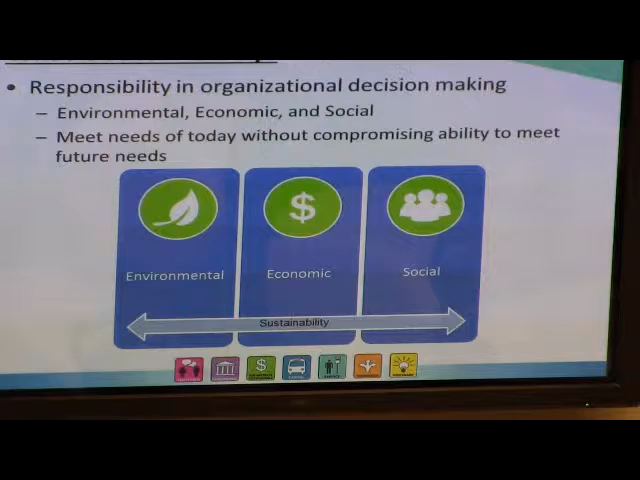 • Responsibility in organizational decision making
– Environmental, Economic, and Social
– Meet needs of today without compromising ability to meet
future needs
$
Environmental
Economic
Social
Sustainability
$